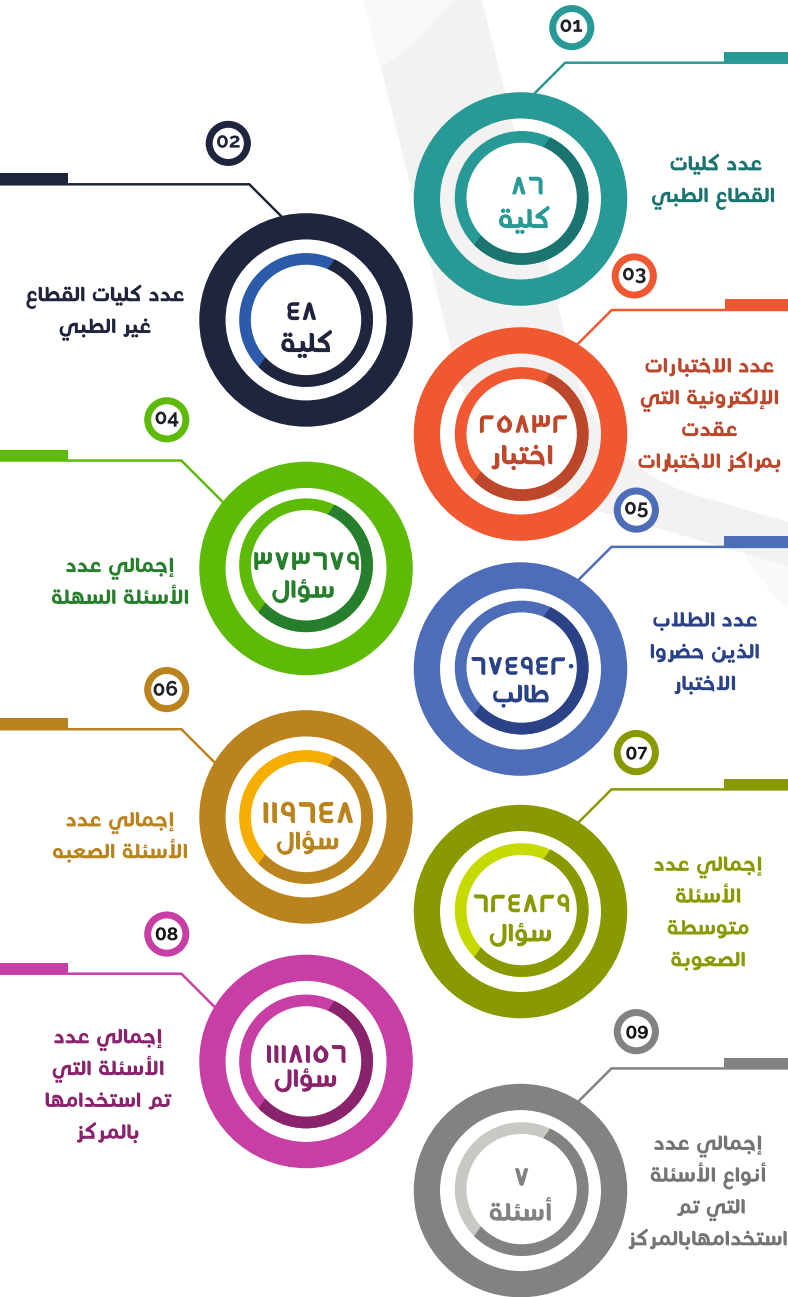 01
عدد كليات
القطاع الطبي
٨٦
كلية
02
عدد كليات القطاع
غير الطبي
٤٨
كلية
03
عدد الاختبارات
الإلكترونية التي
عقدت
بمراكز الاختبارات
٢٥٨٣٢
اختبار
04
إجمالي عدد
الأسئلة السهلة
٣٧٣٦٧٩
سؤال
05
عدد الطلاب
الذين حضروا
الاختبار
٦٧٤٩٤٢٠
طالب
06
إجمالي عدد
الأسئلة الصعبه
١١٩٦٤٨
سؤال
07
إجمالي عدد
الأسئلة
متوسطة
الصعوبة
٦٢٤٨٢٩
سؤال
08
إجمالي عدد
الأسئلة التي
تم استخدامها
بالمركز
١١١٨١٥٦
سؤال
09
إجمالي عدد
أنواع الأسئلة
التي تم
استخدامهابالمركز
٧
أسئلة